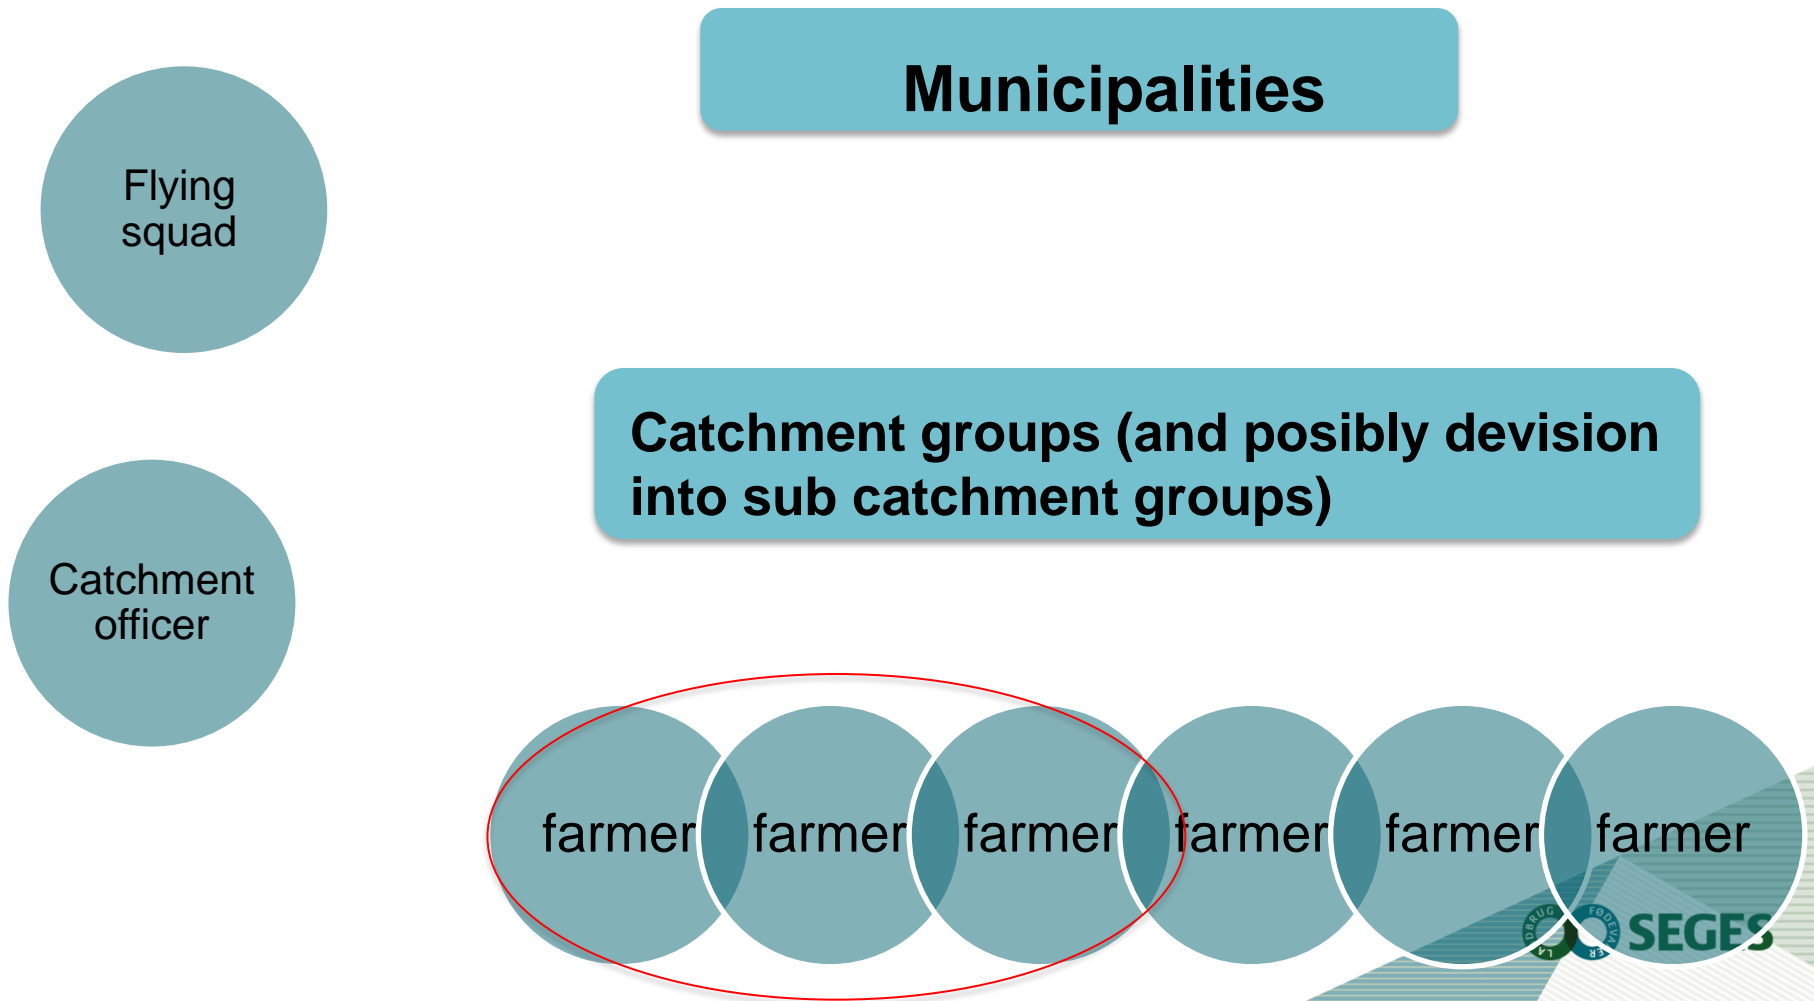 Municipalities
Flying
squad
Catchment groups (and posibly devision
into sub catchment groups)
Catchment
officer
farmer farmer farmer farmer farmer farmer
SEGES